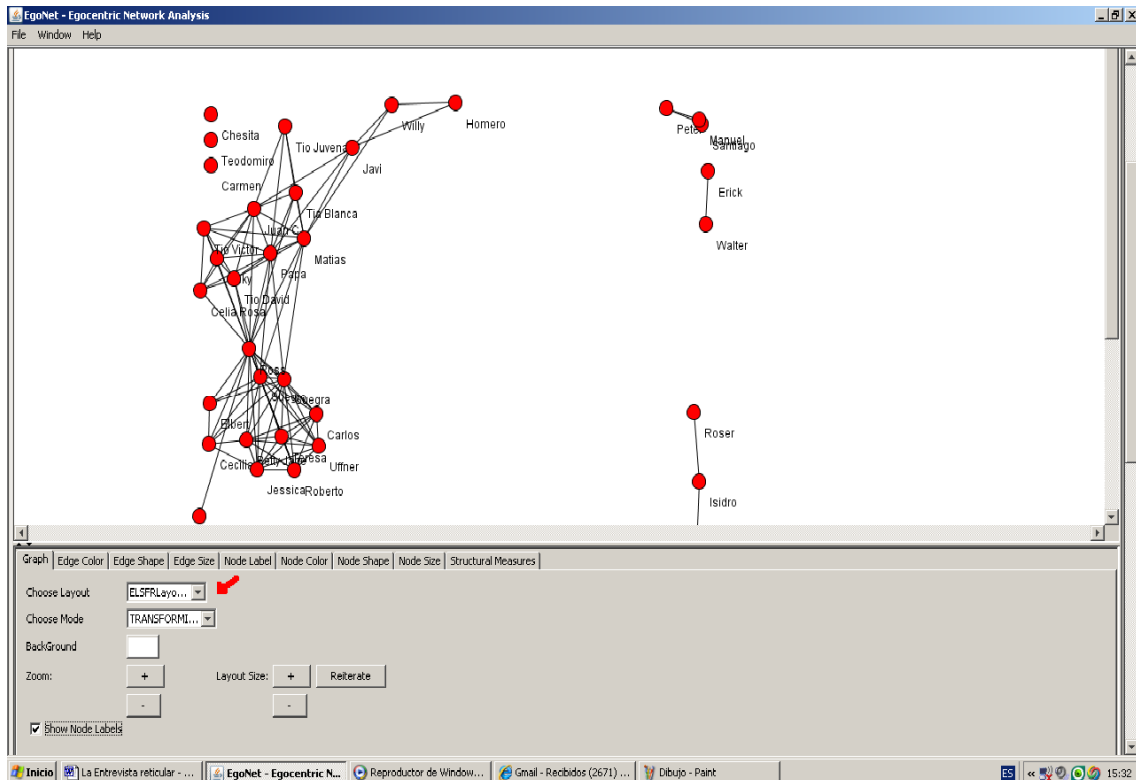 EgoNet - Egocentric Network Analysis
File Window Help
Willy
Homero
Chesita
Teodomiro
Carmen
Tio Juvena
Javi
Tia Blanca
Juan C
Tio Victor
Matias
Papa
Tio David
Celia Rosa
Elbert
Carlos
Cecilia
Uffner
Jessica
Roberto
Peter
Manuel
Santiago
Erick
Walter
Roser
Isidro
Graph Edge Color Edge Shape Edge Size Node Label Node Color Node Shape Node Size Structural Measures
Choose Layout ELSFRLayo...
Choose Mode TRANSFORMI...
BackGround
Zoom: + Layout Size: + Reiterate
- -
Show Node Labels
Inicio La Entrevista reticular - ... EgoNet - Egocentric N... Reproductor de Window... Gmail - Recibidos (2671) ... Dibujo - Paint ES « 15:32